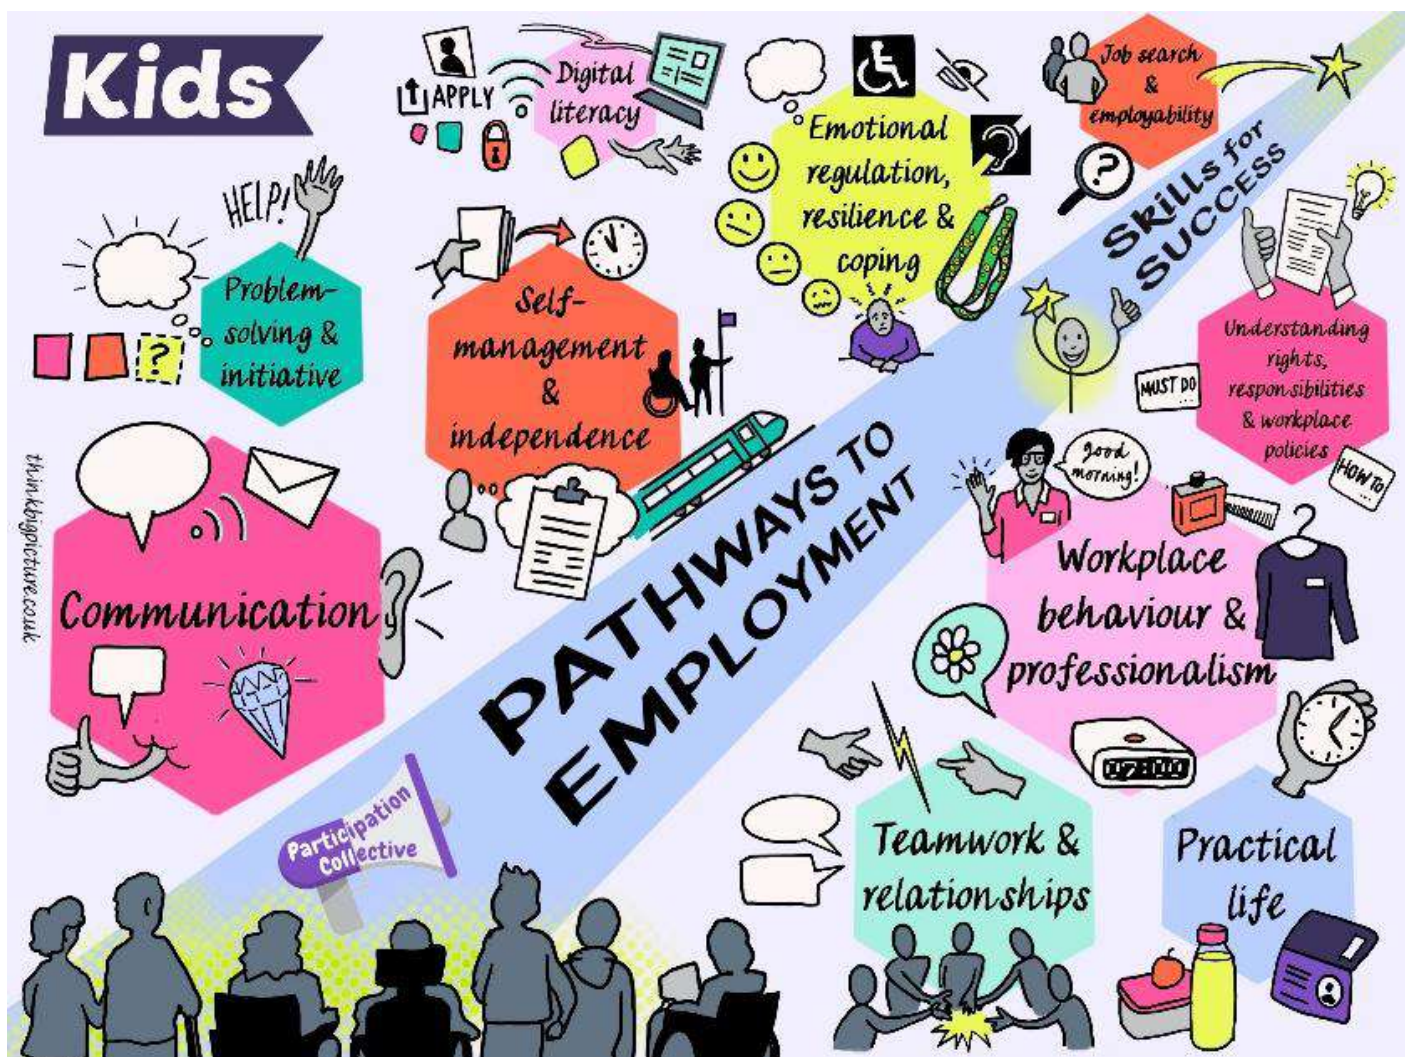 Kids
APPLY
Digital
literacy
Emotional
regulation,
resilience &
coping
Job search
&
employability
?
Skills for
SUCCESS
HELP!
Problem-
solving &
initiative
?
Self-
management
&
independence
Understanding
rights,
responsibilities
& workplace
policies
MUST DO
HOW TO
good
morning!
Communication
thinkbigpicture.co.uk
PATHWAYS TO
EMPLOYMENT
Workplace
behaviour &
professionalism
07:00
Participation
Collective
Teamwork &
relationships
Practical
life